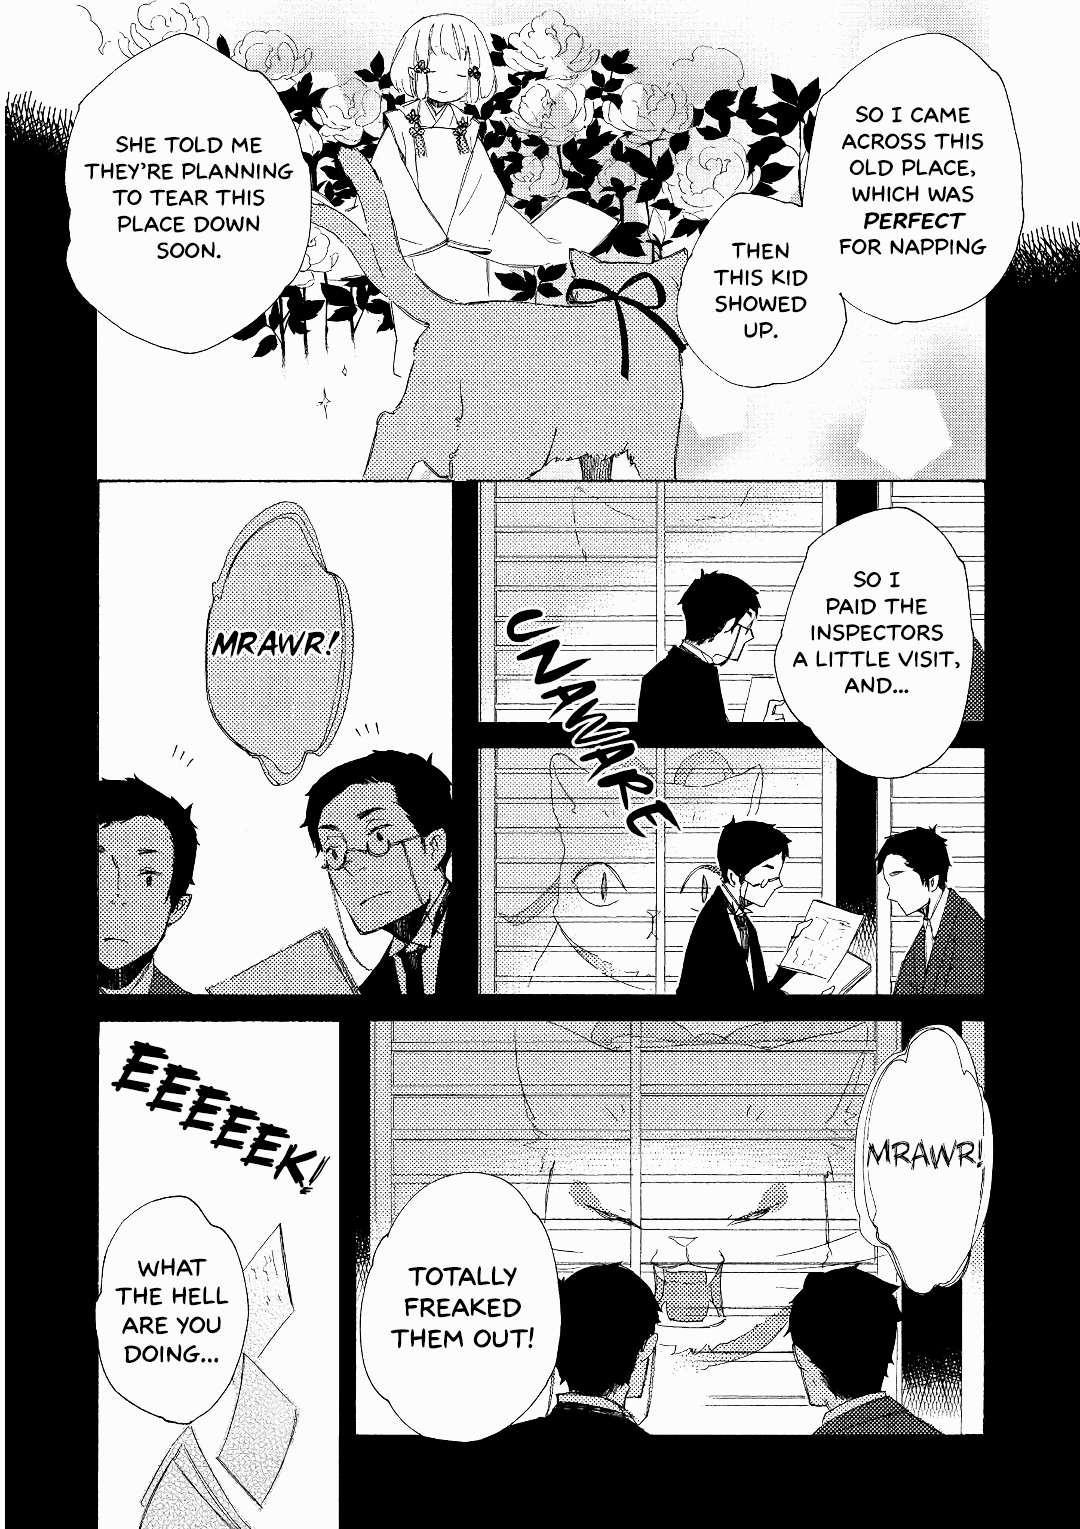 SO I CAME
ACROSS THIS
OLD PLACE,
WHICH WAS
PERFECT
FOR NAPPING
THEN
THIS KID
SHOWED
UP.
SHE TOLD ME
THEY'RE PLANNING
TO TEAR THIS
PLACE DOWN
SOON.
SO I
PAID THE
INSPECTORS
A LITTLE VISIT,
AND...
UNAWARE
MRAWR!
MRAWR!
TOTALLY
FREAKED
THEM OUT!
EEEEEEK!
WHAT
THE HELL
ARE YOU
DOING...